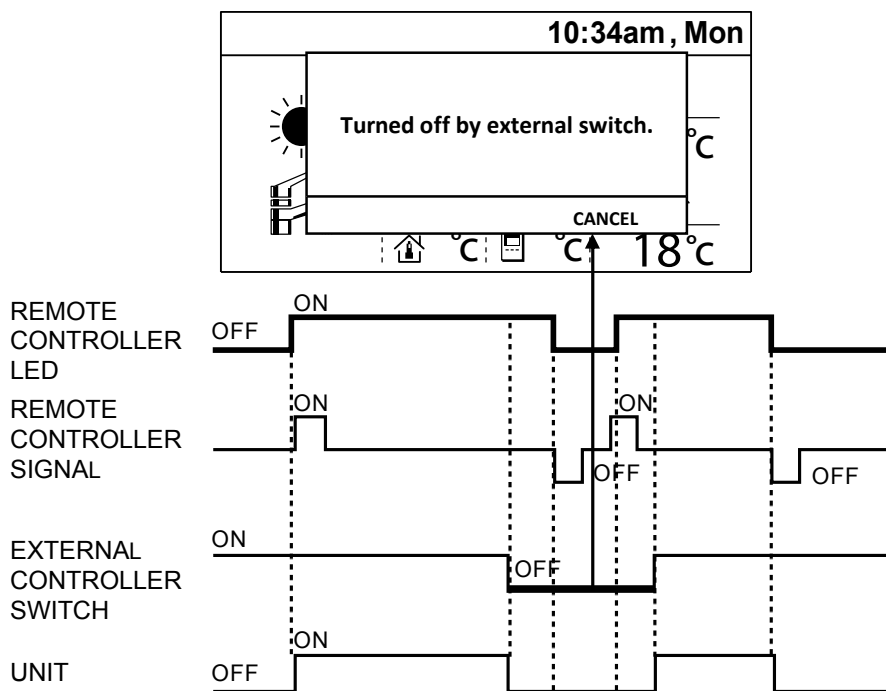 10:34am , Mon
Turned off by external switch.
°C
CANCEL
°C °C 18°C
REMOTE
CONTROLLER
LED
OFF
ON
REMOTE
CONTROLLER
SIGNAL
ON
OFF
ON
OFF
EXTERNAL
CONTROLLER
SWITCH
ON
OFF
UNIT
OFF
ON